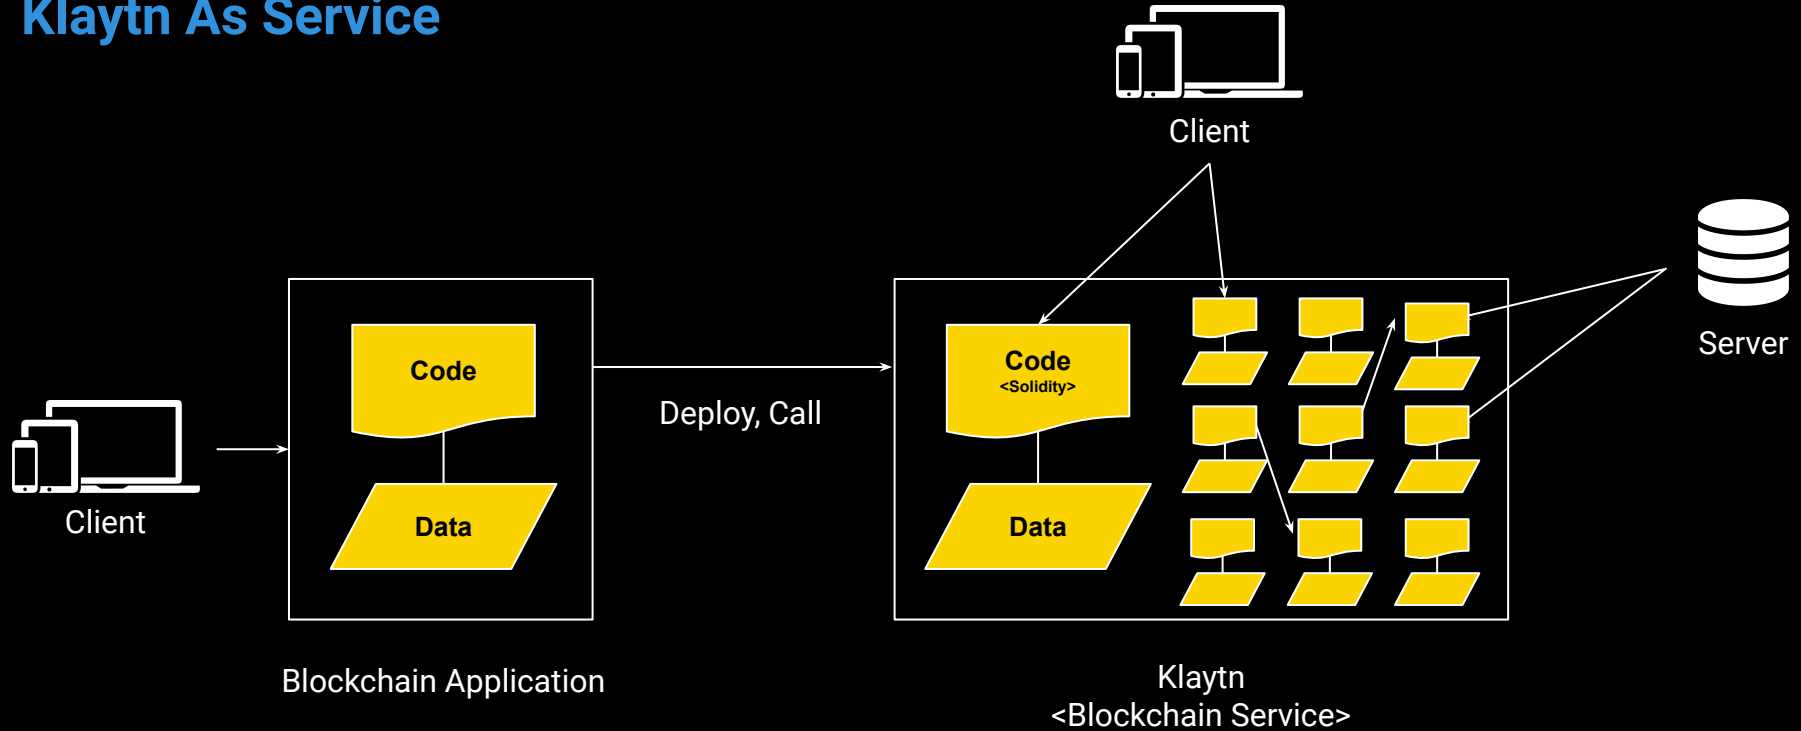 Klaytn As Service
Client
Server
Code
Code
<Solidity>
Deploy, Call
Client
Data
Data
Blockchain Application
Klaytn
<Blockchain Service>